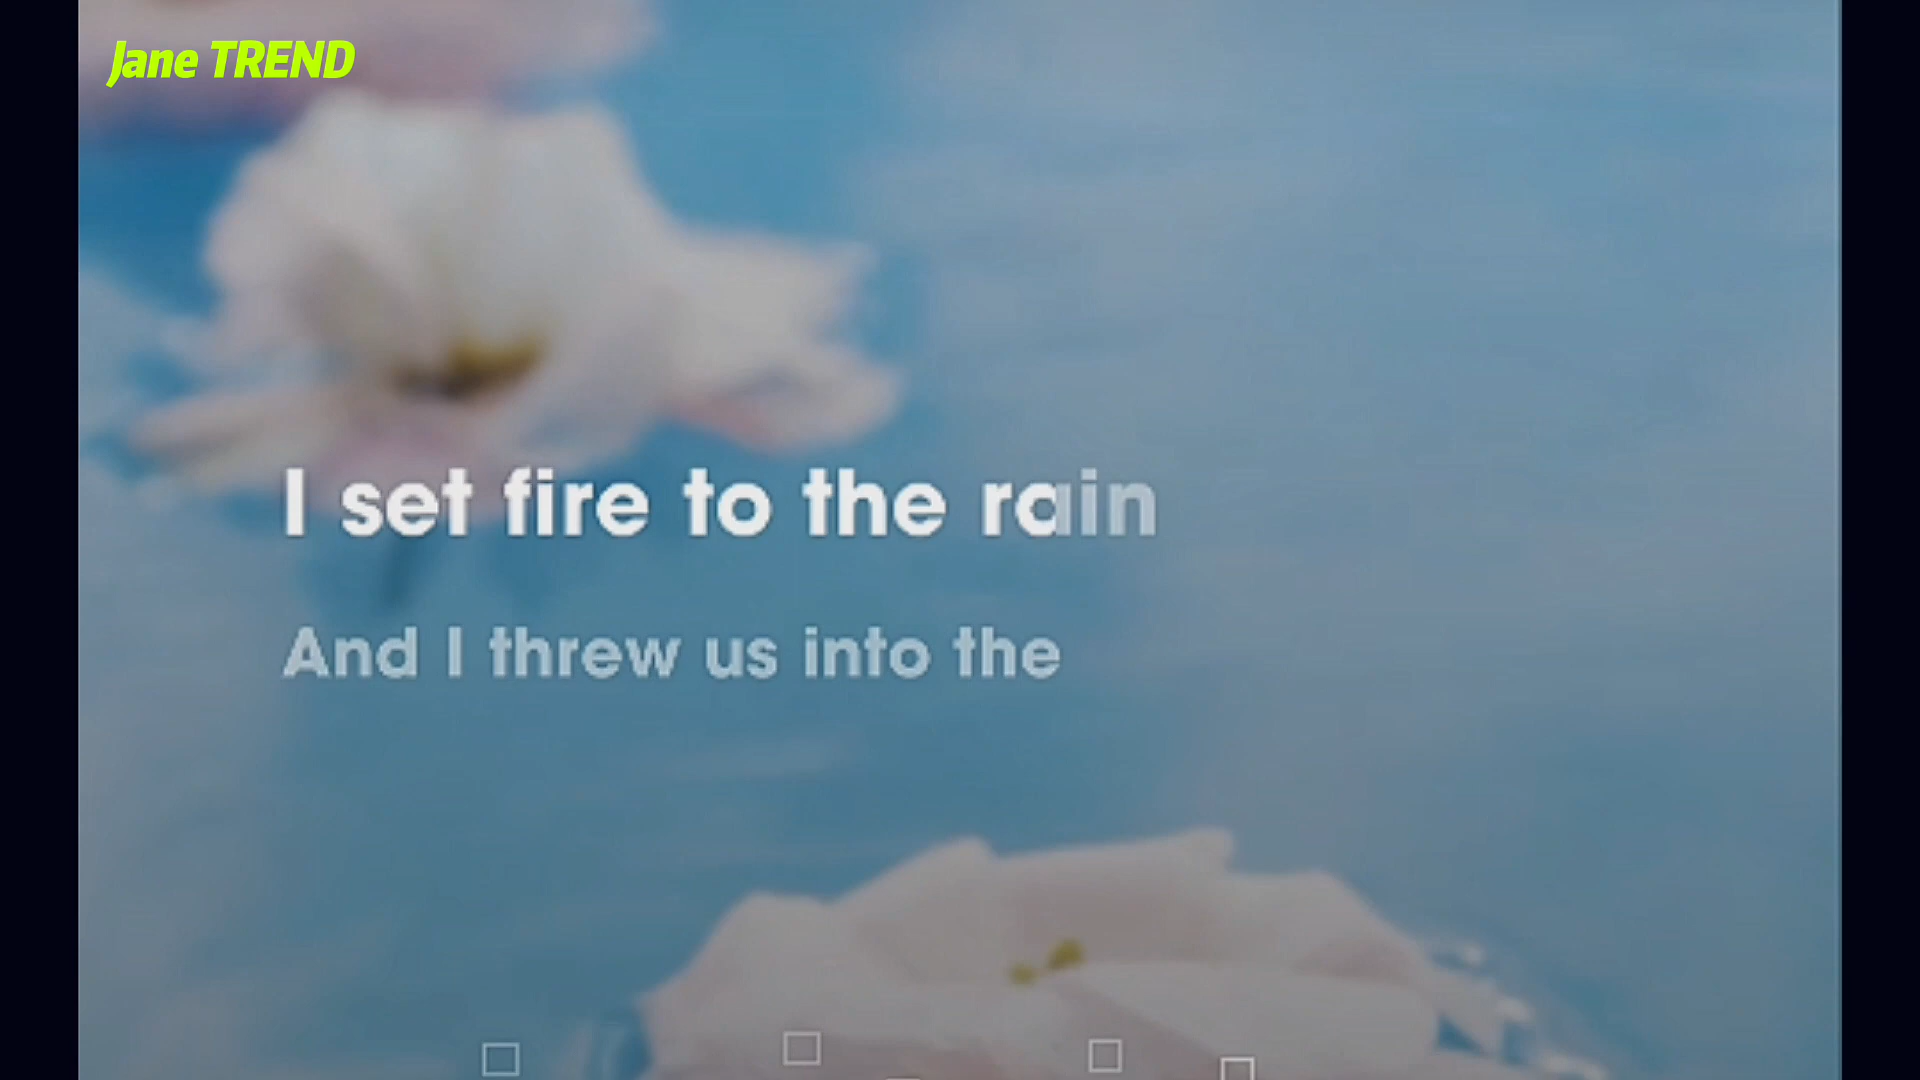 Jane TREND
I set fire to the rain
And I threw us into the